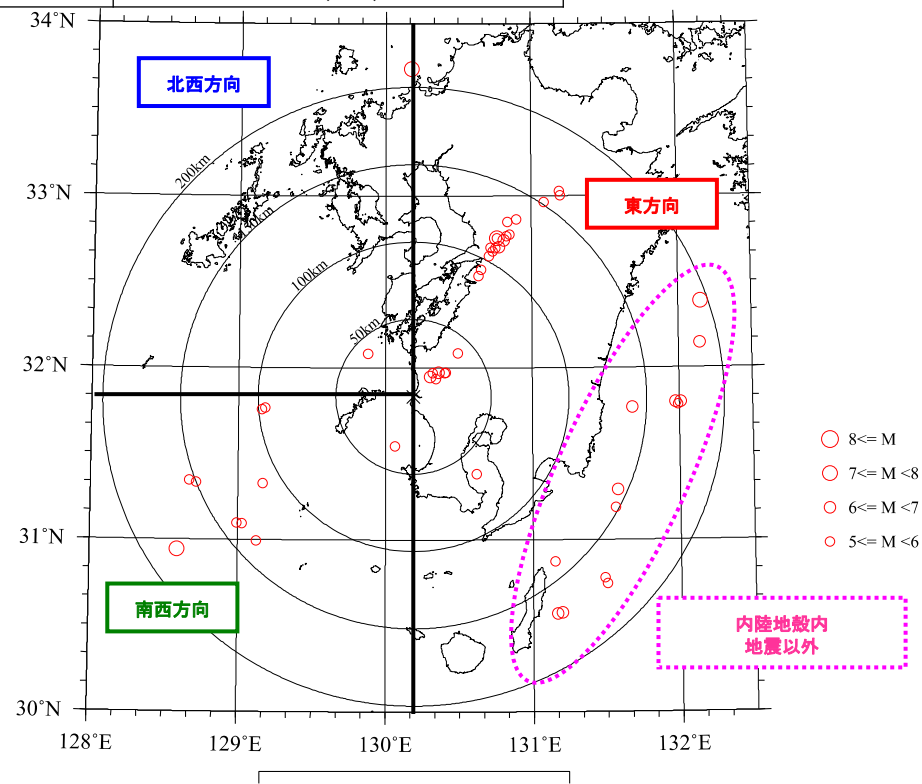 34˚N
北西方向
200km
33˚N
東方向
100km
50km
32˚N
8<= M
7<= M <8
6<= M <7
5<= M <6
31˚N
南西方向
内陸地殻内
地震以外
30˚N
128˚E
129˚E
130˚E
131˚E
132˚E